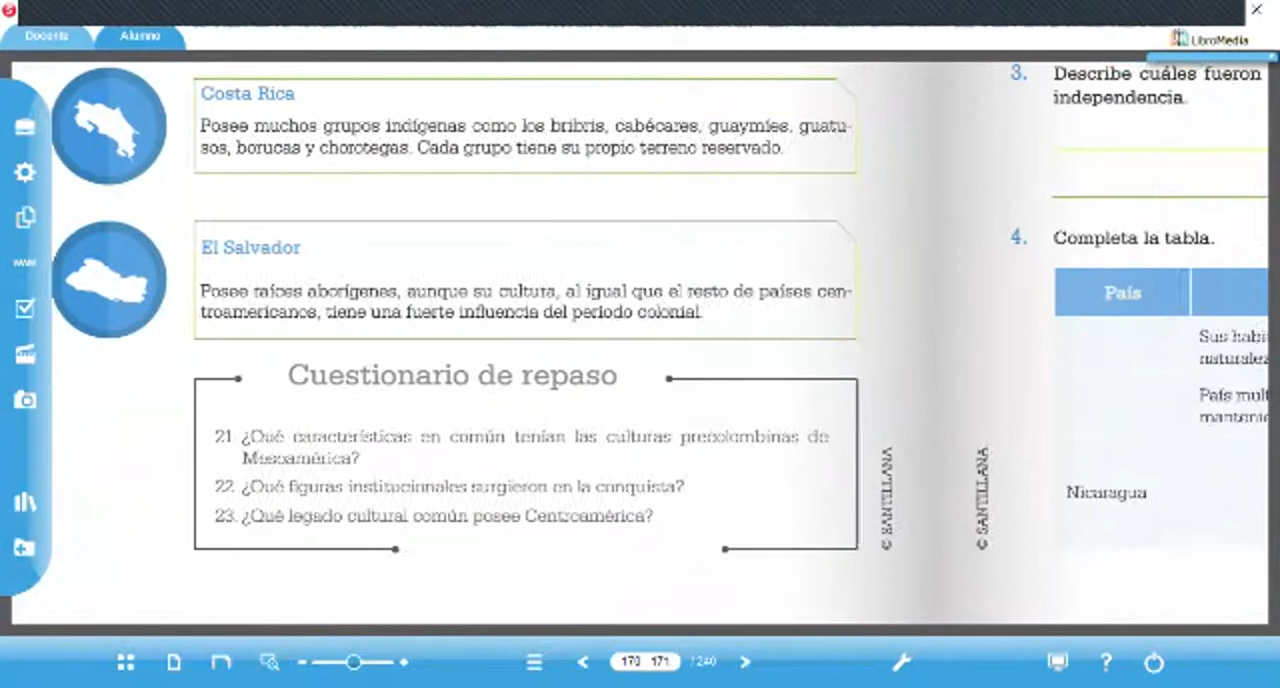 Docente
Alumno
LibroMedia
Costa Rica
Posee muchos grupos indígenas como los bribris, cabécares, guaymíes, guatu-
sos, borucas y chorotegas. Cada grupo tiene su propio terreno reservado.
El Salvador
Posee raíces aborígenes, aunque su cultura, al igual que el resto de países cen-
troamericanos, tiene una fuerte influencia del periodo colonial.
Cuestionario de repaso
21. ¿Qué características en común tenían las culturas precolombinas de
Mesoamérica?
22. ¿Qué figuras institucionales surgieron en la conquista?
23. ¿Qué legado cultural común posee Centroamérica?
© SANTILLANA
© SANTILLANA
3. Describe cuáles fueron
independencia.
4. Completa la tabla.
País
Sus habi
naturalez
País mult
mantenie
Nicaragua
www
170 171 / 240
?